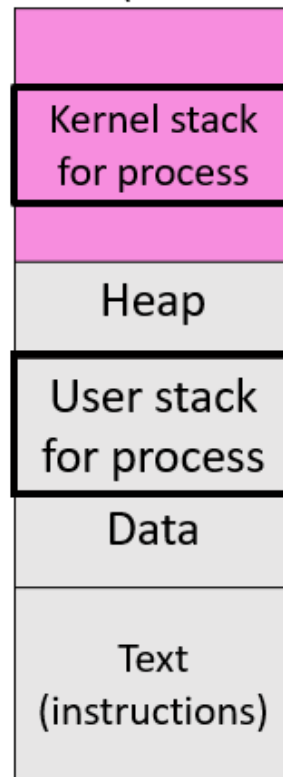 Kernel stack
for process
Heap
User stack
for process
Data
Text
(instructions)